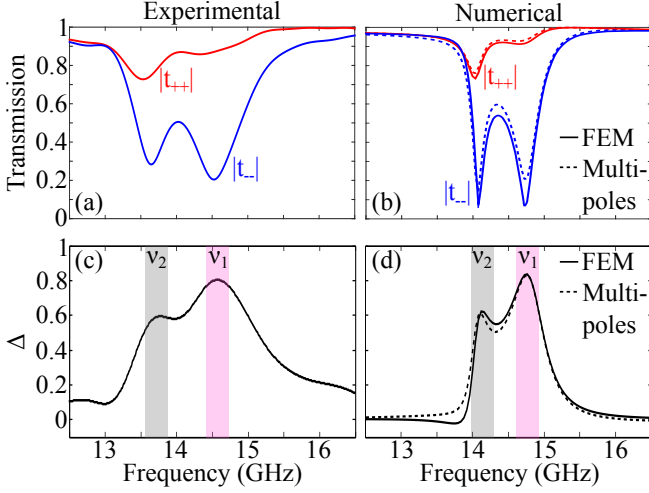 Experimental
Numerical
Transmission
1
0.8
0.6
0.4
0.2
0
|t₊₊|
|t₋₋|
(a)
|t₊₊|
|t₋₋|
(b)
FEM
Multi-
poles
Δ
1
0.8
0.6
0.4
0.2
0
(c)
ν₂
ν₁
(d)
ν₂
ν₁
FEM
Multi-
poles
13 14 15 16
13 14 15 16
Frequency (GHz)
Frequency (GHz)